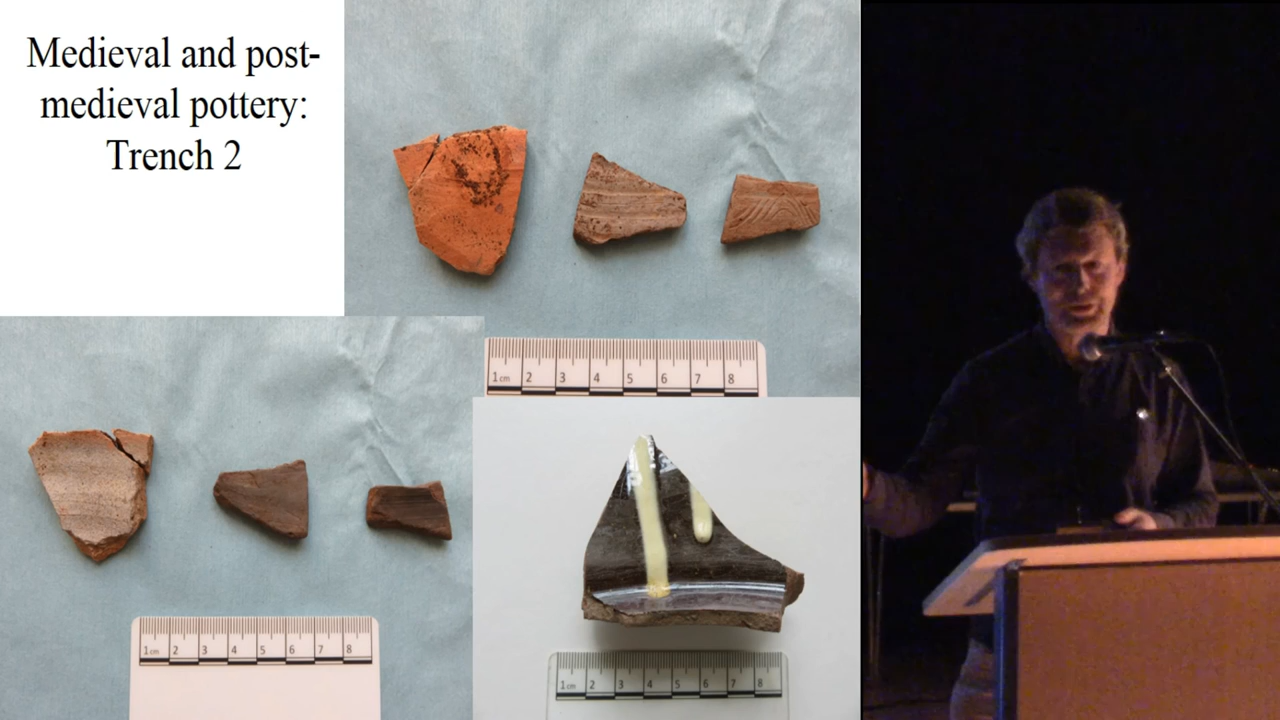 Medieval and post-
medieval pottery:
Trench 2
1cm 2 3 4 5 6 7 8
1cm 2 3 4 5 6 7 8
1cm 2 3 4 5 6 7 8